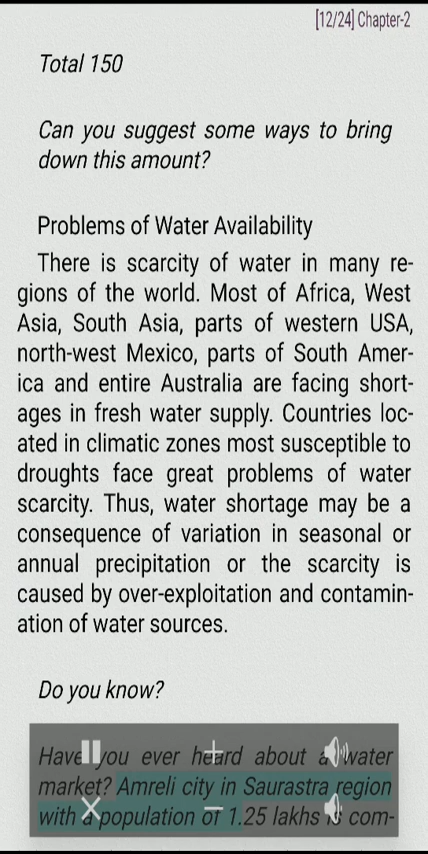 [12/24] Chapter-2
Total 150
Can you suggest some ways to bring
down this amount?
Problems of Water Availability
There is scarcity of water in many re-
gions of the world. Most of Africa, West
Asia, South Asia, parts of western USA,
north-west Mexico, parts of South Amer-
ica and entire Australia are facing short-
ages in fresh water supply. Countries loc-
ated in climatic zones most susceptible to
droughts face great problems of water
scarcity. Thus, water shortage may be a
consequence of variation in seasonal or
annual precipitation or the scarcity is
caused by over-exploitation and contamin-
ation of water sources.
Do you know?
Have you ever heard about a water
market? Amreli city in Saurastra region
with a population of 1.25 lakhs is com-